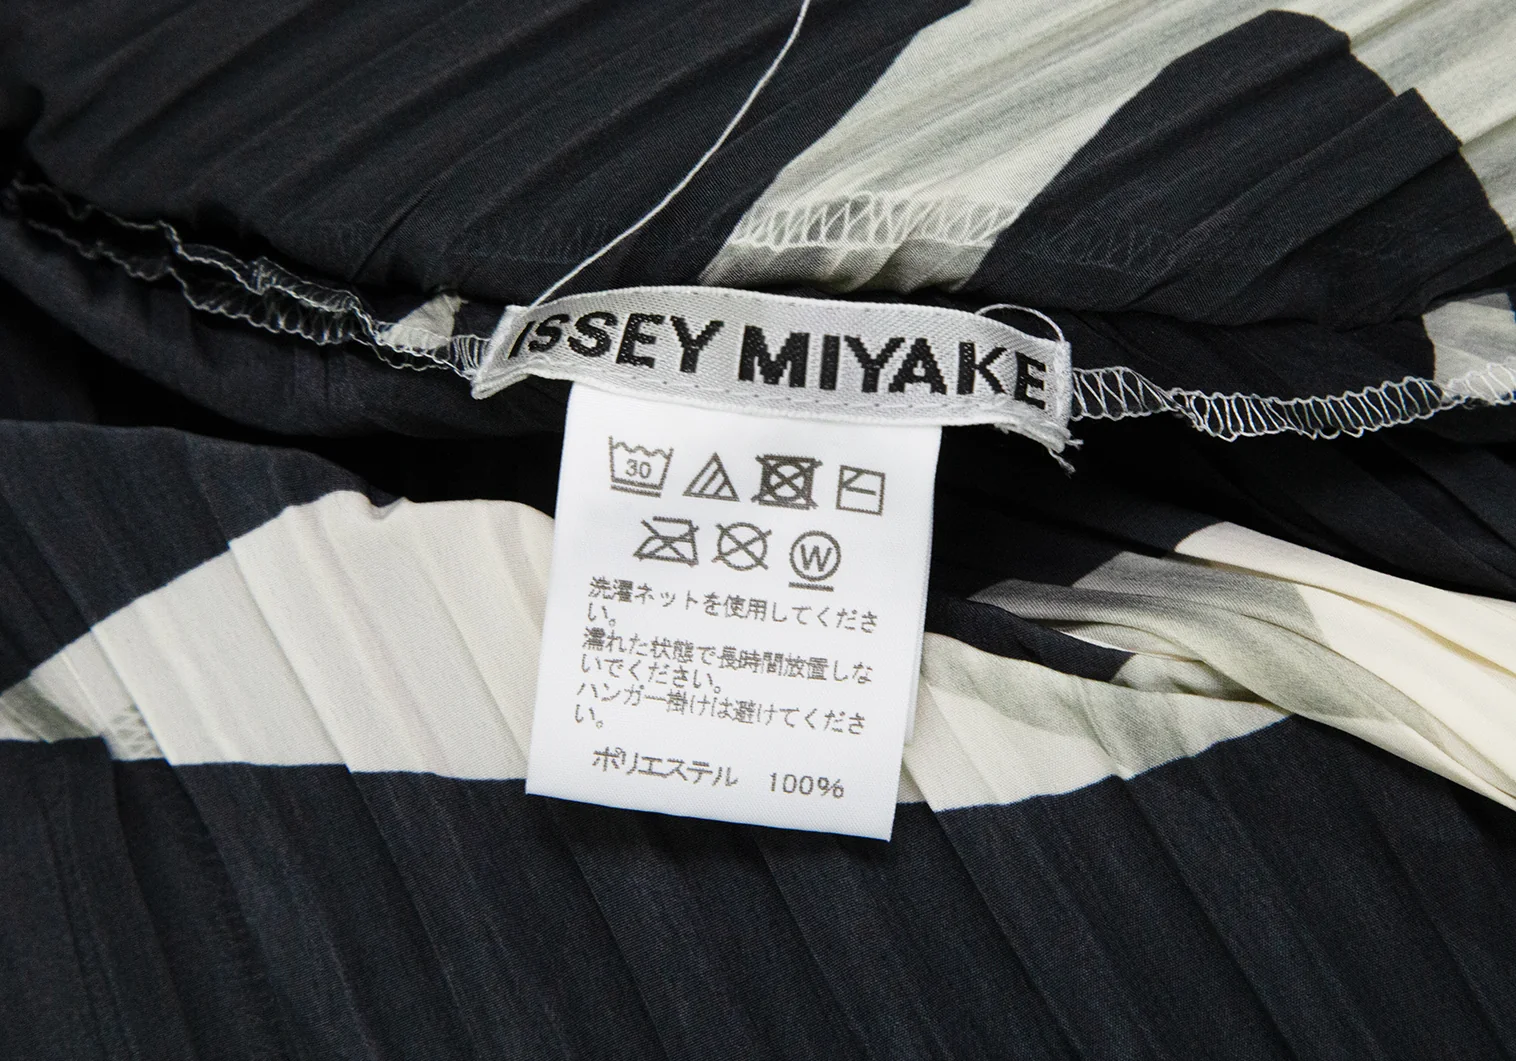 ISSEY MIYAKE
30
W
洗濯ネットを使用してくださ
い。
濡れた状態で長時間放置しな
いでください。
ハンガー掛けは避けてくださ
い。
ポリエステル 100%